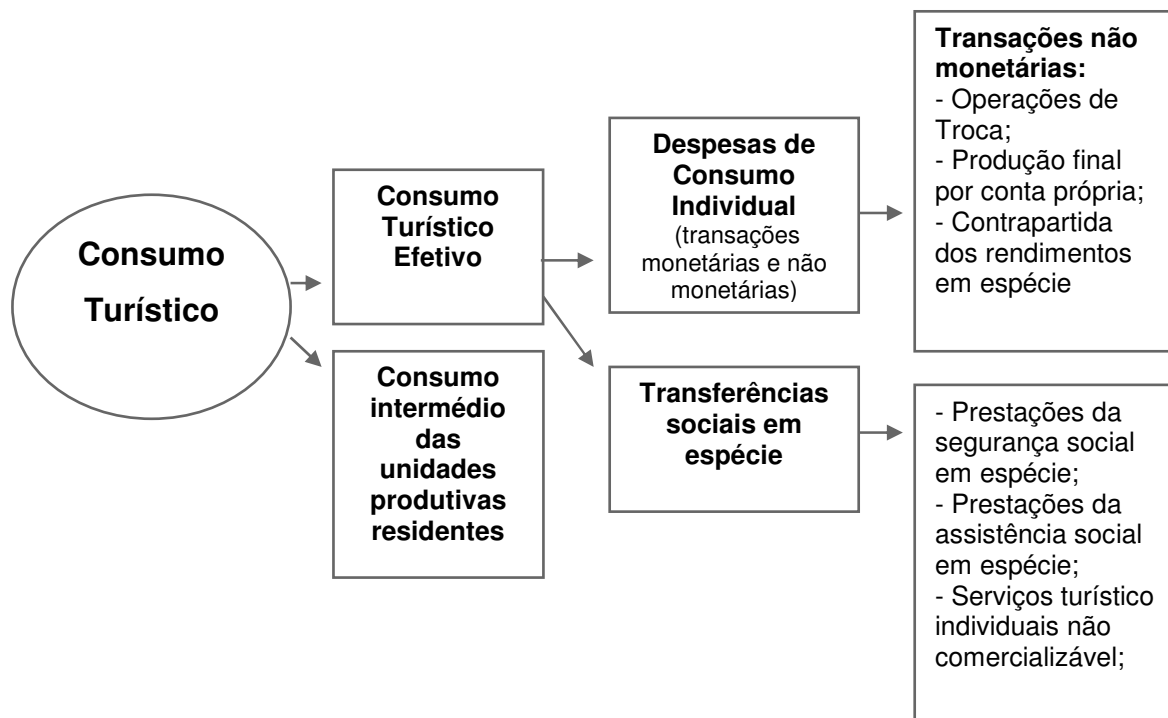 Consumo
Turístico
Consumo
Turístico
Efetivo
Consumo
intermédio
das
unidades
produtivas
residentes
Despesas de
Consumo
Individual
(transações
monetárias e não
monetárias)
Transferências
sociais em
espécie
Transações não
monetárias:
- Operações de
Troca;
- Produção final
por conta própria;
- Contrapartida
dos rendimentos
em espécie
- Prestações da
segurança social
em espécie;
- Prestações da
assistência social
em espécie;
- Serviços turístico
individuais não
comercializável;